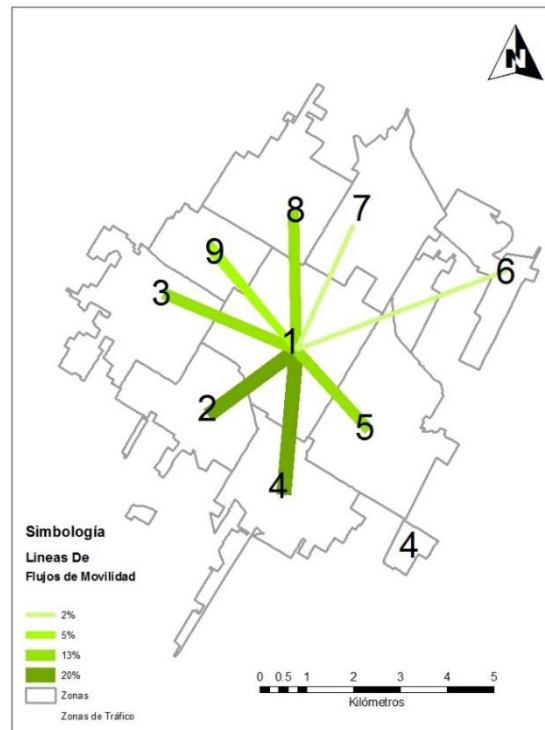 N
8
7
9
6
3
1
2
5
4
4
Simbología
Lineas De
Flujos de Movilidad
2%
5%
13%
20%
Zonas
Zonas de Tráfico
0 0.5 1 2 3 4 5
Kilómetros